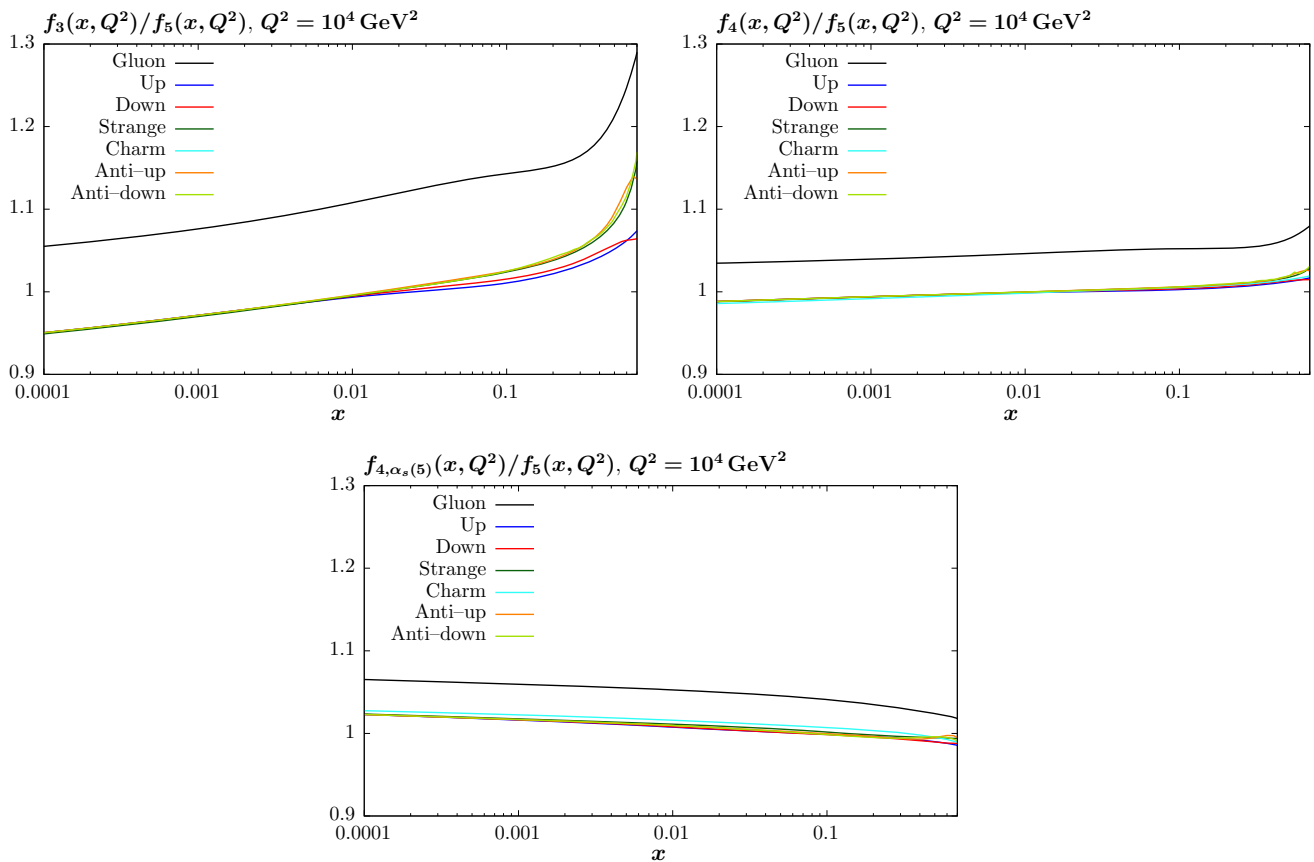 f₃(x, Q²)/f₅(x, Q²), Q² = 10⁴ GeV²
1.3
1.2
1.1
1
0.9
Gluon
Up
Down
Strange
Charm
Anti–up
Anti–down
0.0001
0.001
0.01
0.1
x
f₄(x, Q²)/f₅(x, Q²), Q² = 10⁴ GeV²
1.3
1.2
1.1
1
0.9
Gluon
Up
Down
Strange
Charm
Anti–up
Anti–down
0.0001
0.001
0.01
0.1
x
f₄,αₛ(5)(x, Q²)/f₅(x, Q²), Q² = 10⁴ GeV²
1.3
1.2
1.1
1
0.9
Gluon
Up
Down
Strange
Charm
Anti–up
Anti–down
0.0001
0.001
0.01
0.1
x